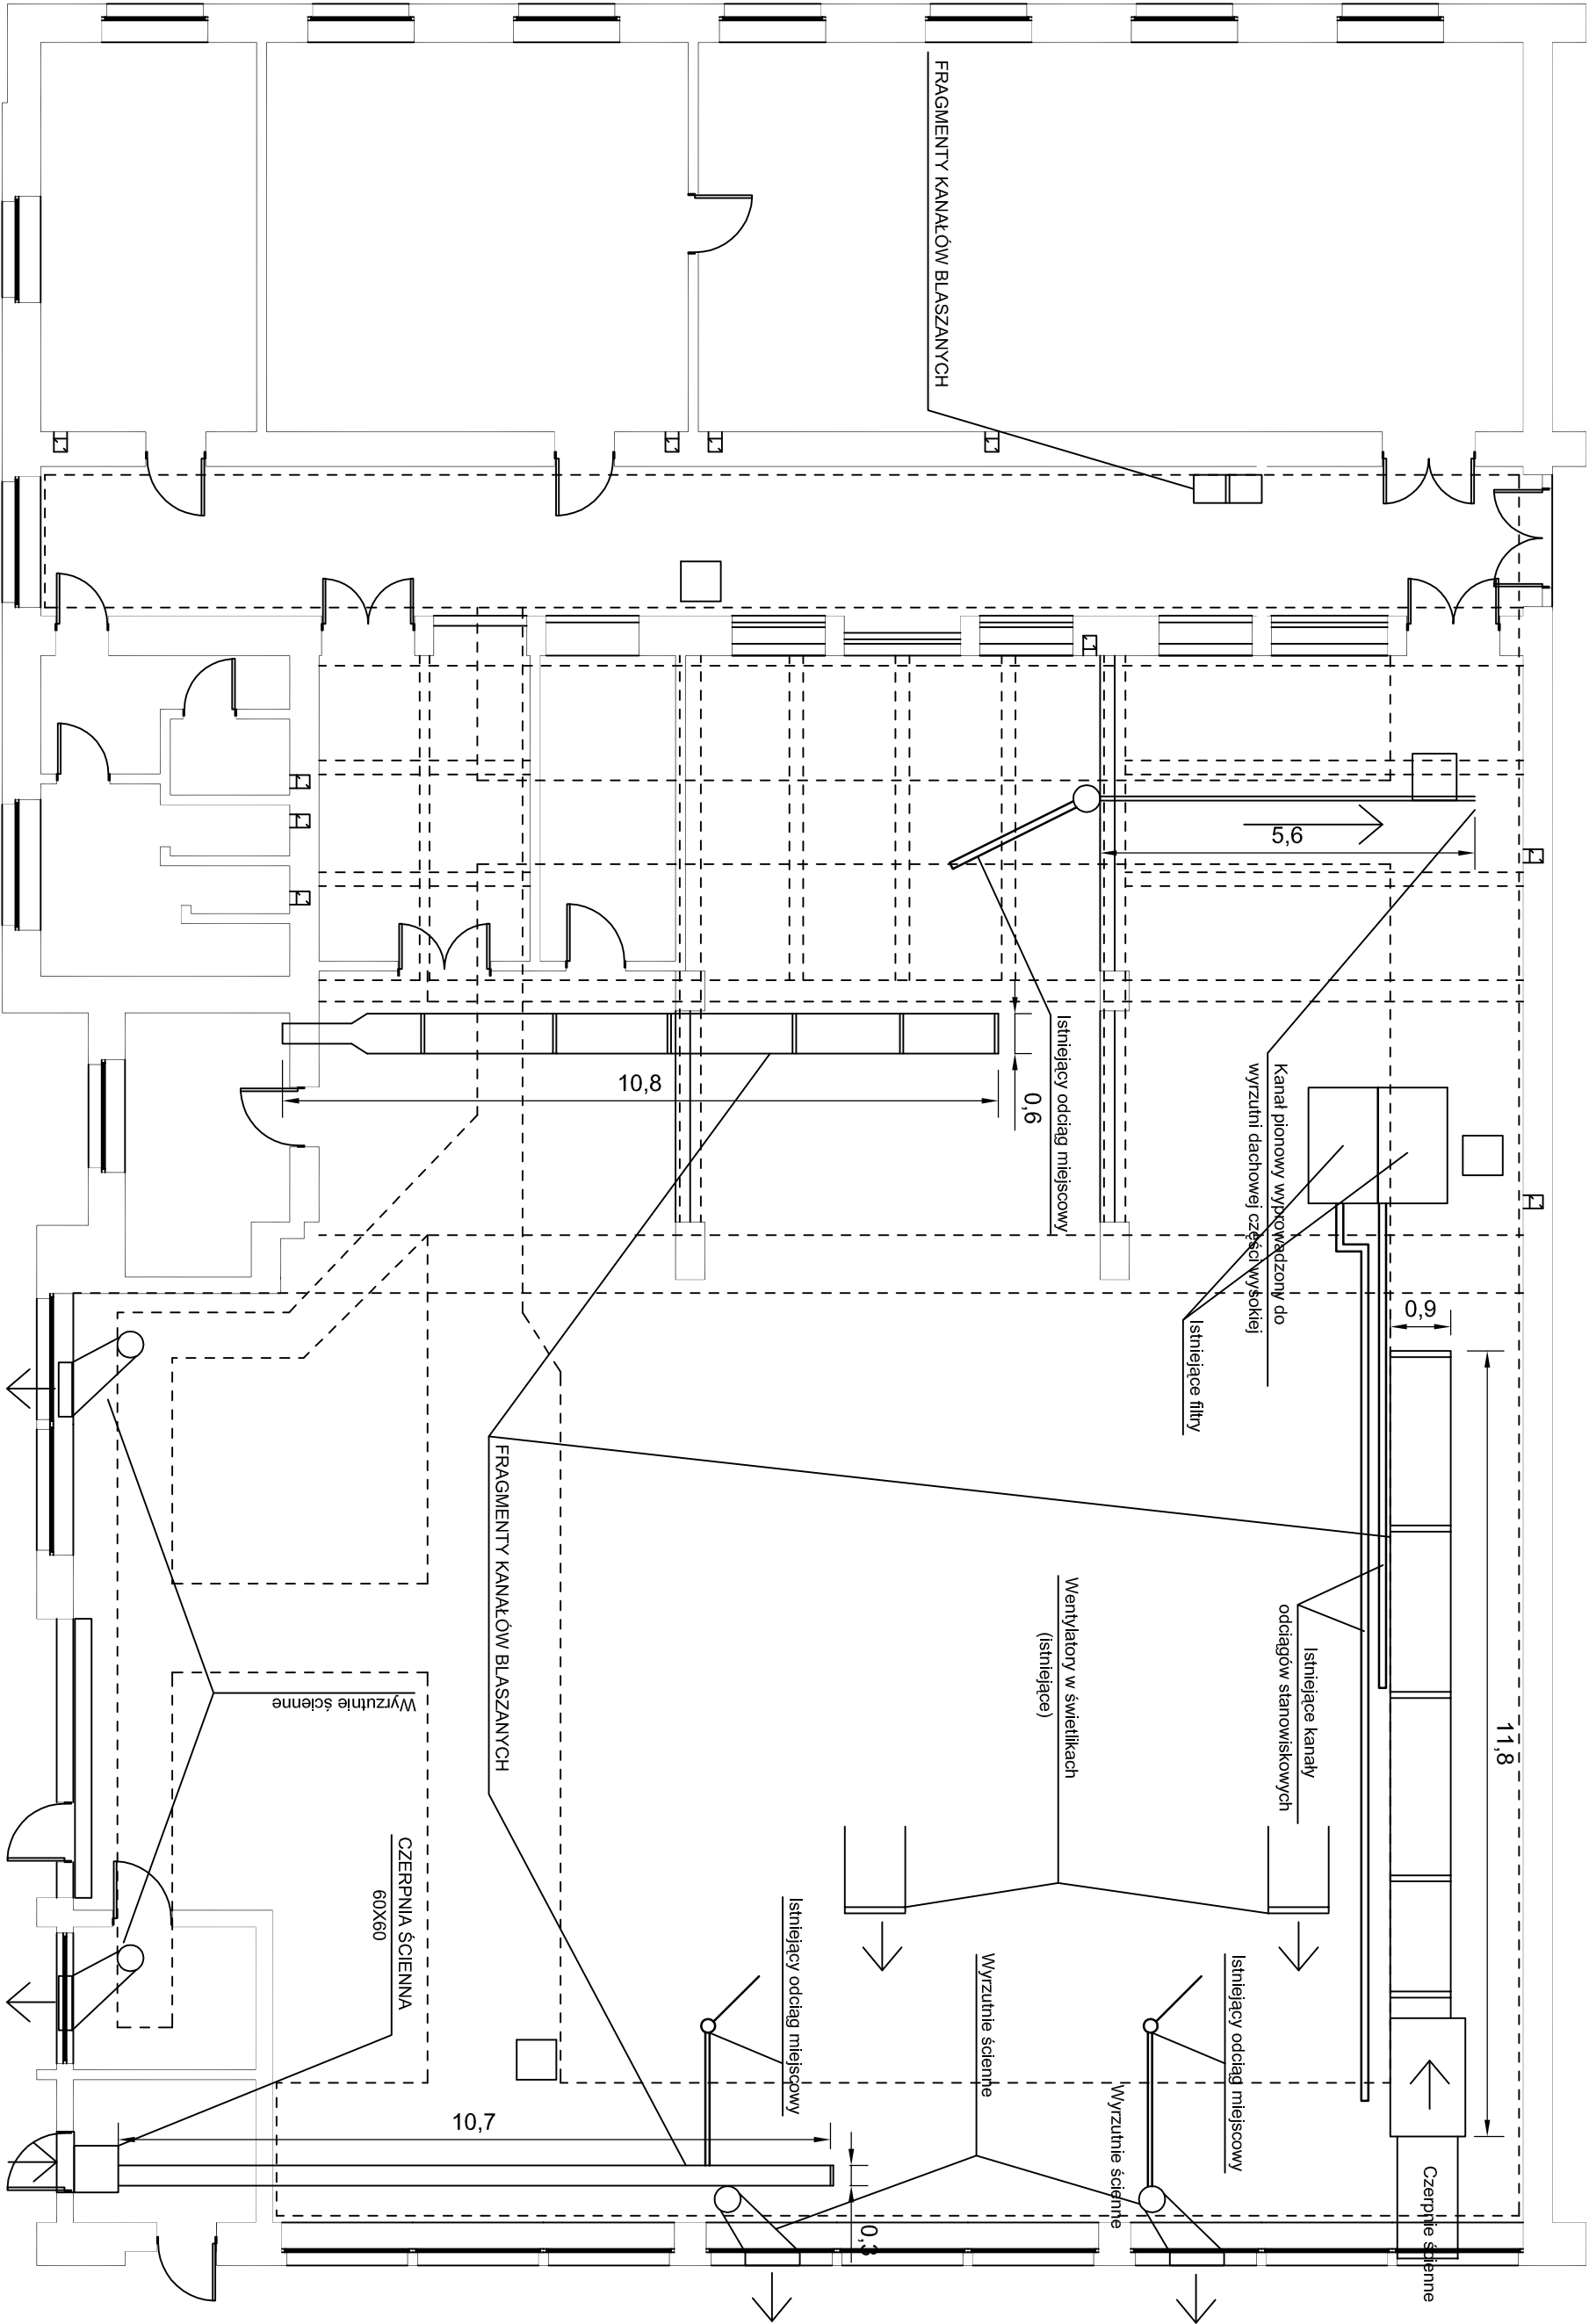 FRAGMENTY KANAŁÓW BLASZANYCH
5,6
10,8
0,6
Istniejący odciąg miejscowy
Kanał pionowy wyprowadzony do
wyrzutni dachowej części wysokiej
Istniejące filtry
0,9
11,8
FRAGMENTY KANAŁÓW BLASZANYCH
Wentylatory w świetlikach
(istniejące)
Istniejące kanały
odciągów stanowiskowych
Wyrzutnie ścienne
CZERPNIA ŚCIENNA
60X60
Istniejący odciąg miejscowy
Wyrzutnie ścienne
Istniejący odciąg miejscowy
Wyrzutnie ścienne
10,7
0,3
Czerpnie ścienne